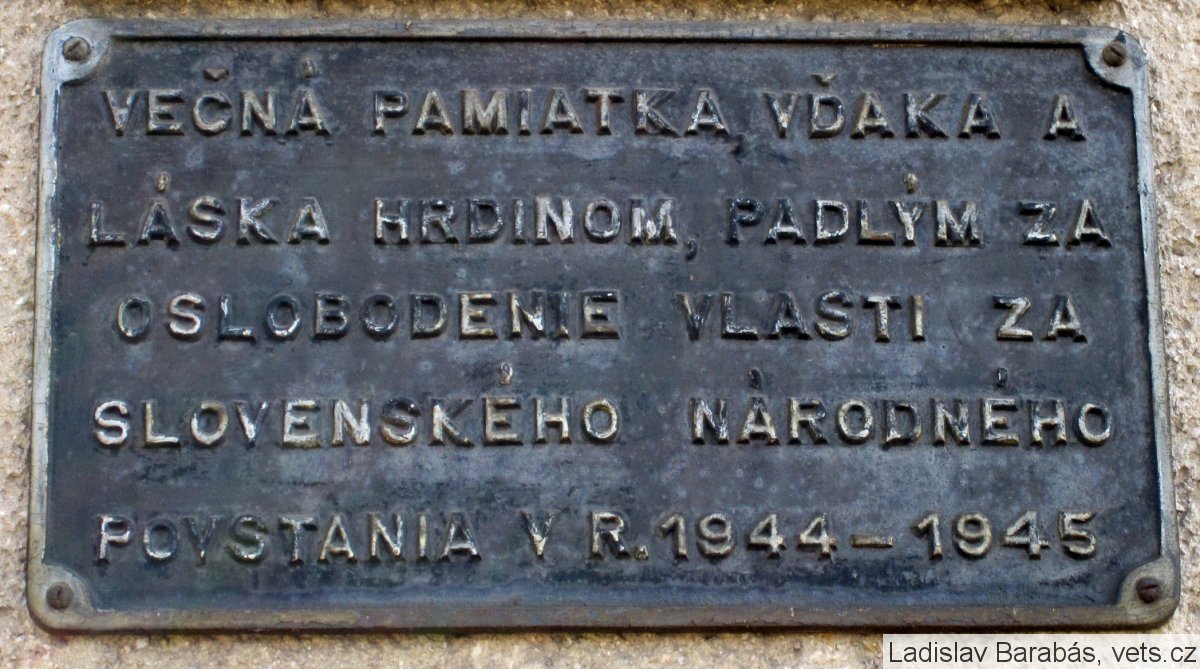 VEČNÁ PAMIATKA, VĎAKA A
LÁSKA HRDINOM, PADLÝM ZA
OSLOBODENIE VLASTI ZA
SLOVENSKÉHO NÁRODNÉHO
POVSTANIA V R. 1944-1945
Ladislav Barabás, vets.cz